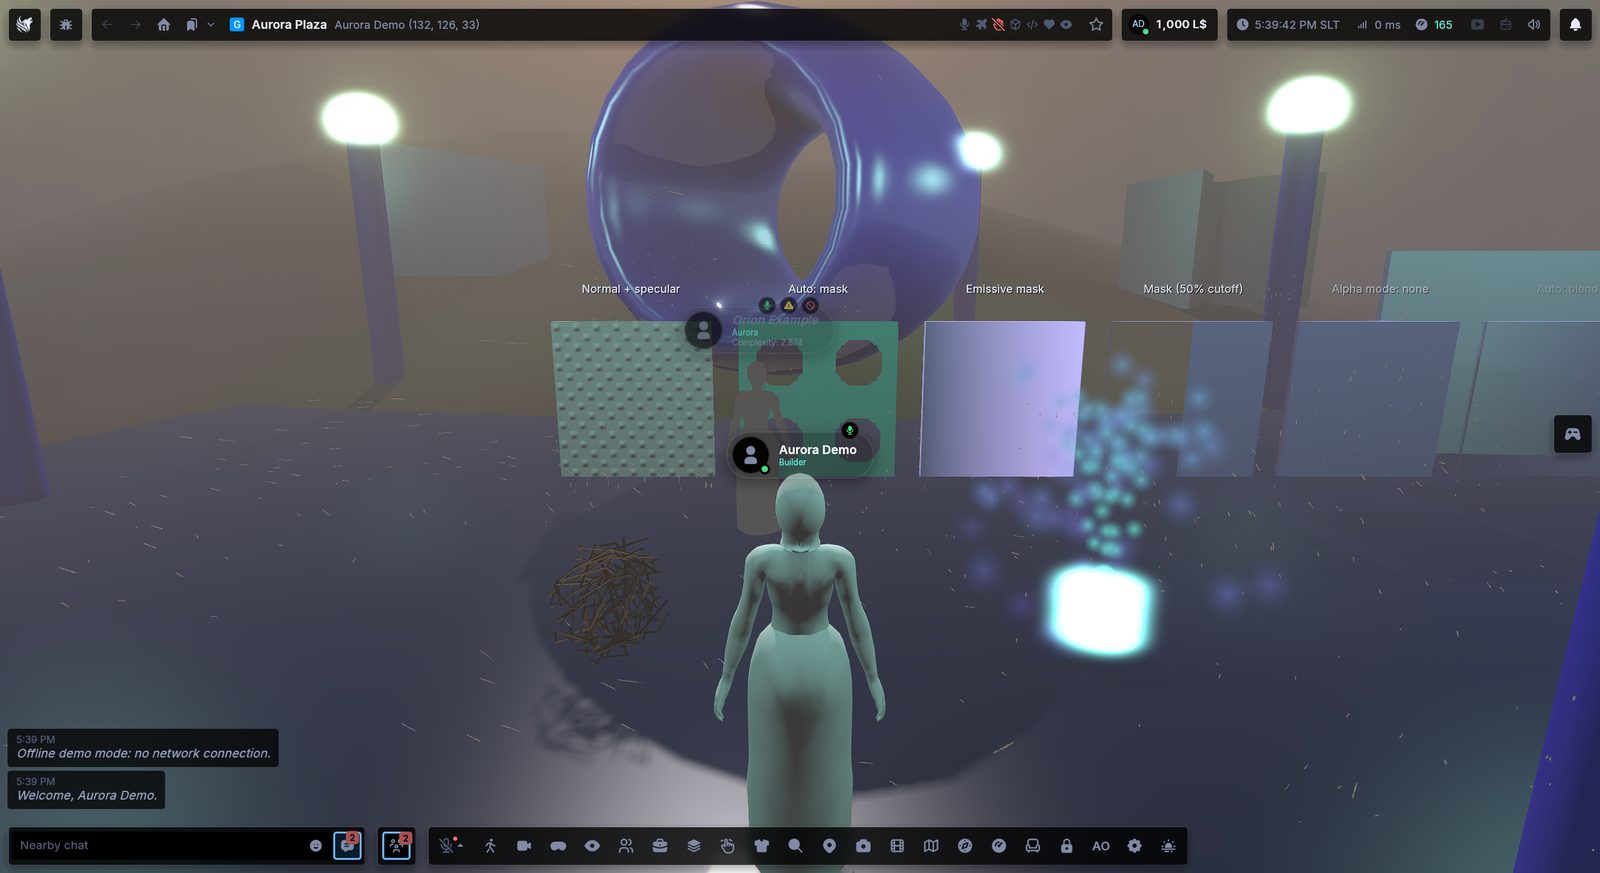 G Aurora Plaza Aurora Demo (132, 126, 33)
AD 1,000 L$
5:39:42 PM SLT 0 ms 165
Normal + specular
Auto: mask
Emissive mask
Mask (50% cutoff)
Alpha mode: none
Auto: blend
Orion Example
Aurora
Complexity: 2,874
Aurora Demo
Builder
5:39 PM
Offline demo mode: no network connection.
5:39 PM
Welcome, Aurora Demo.
Nearby chat
2
2
AO